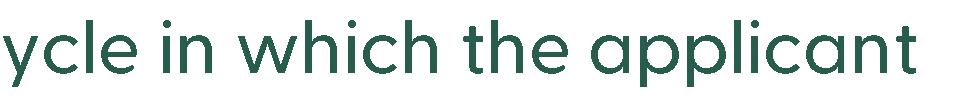 ycle in which the applicant